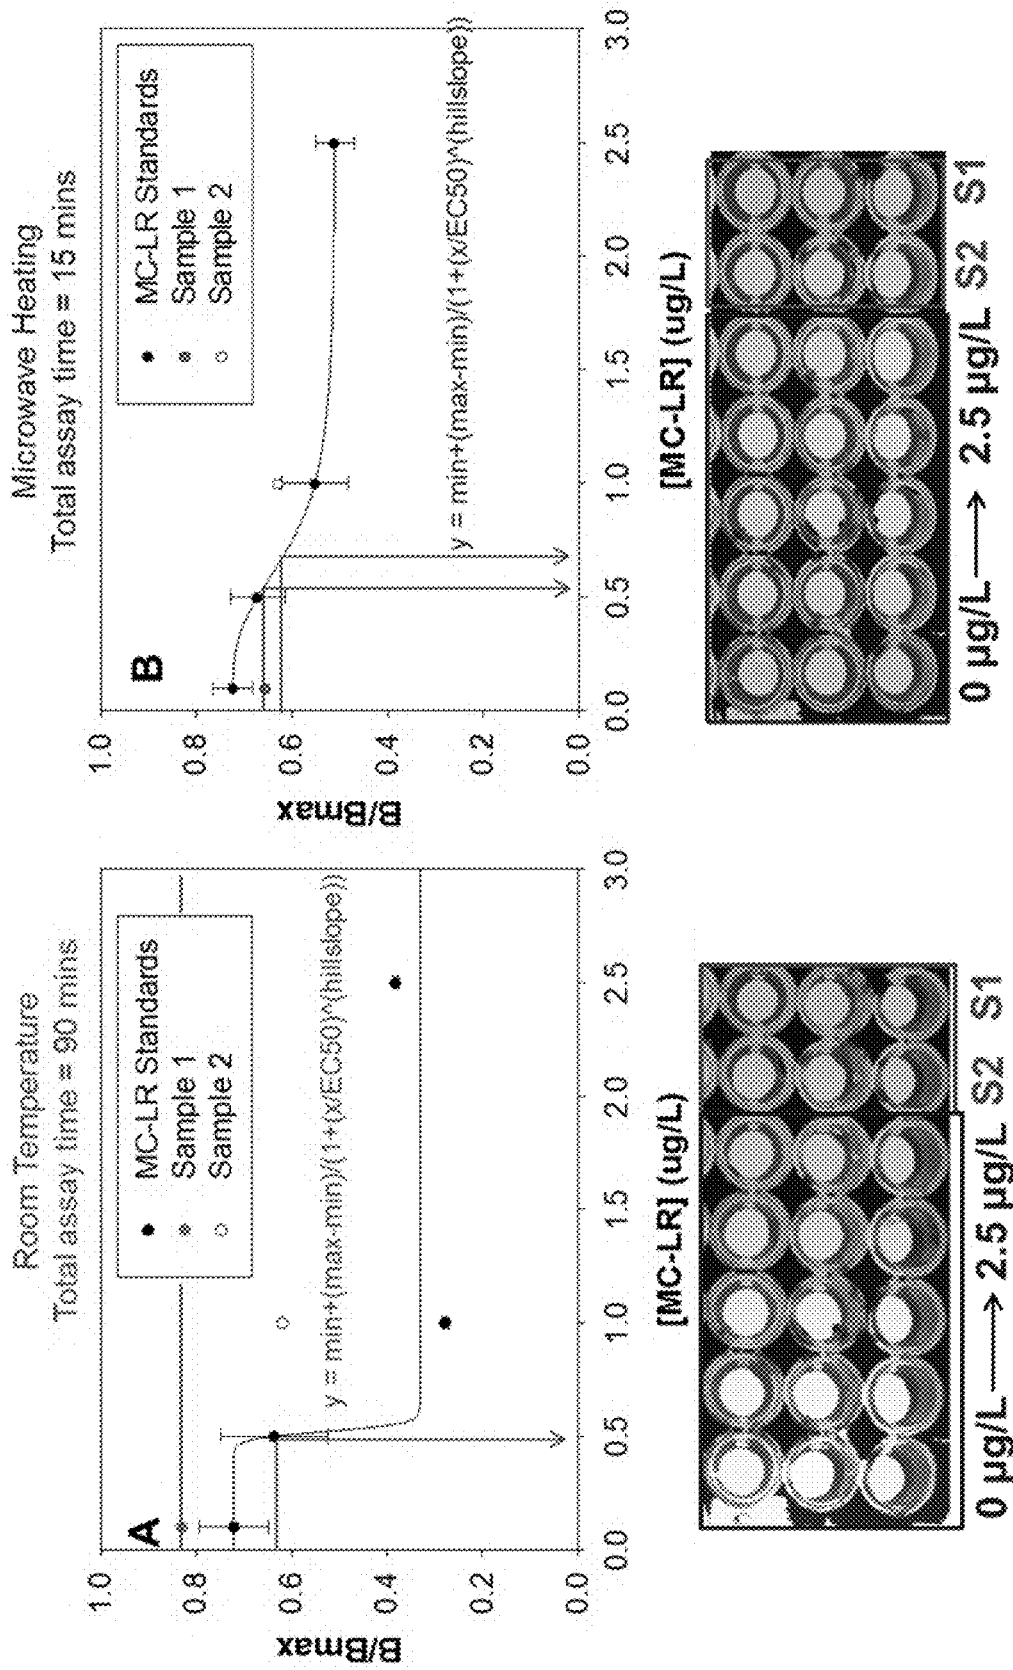 Room Temperature
Total assay time = 90 mins
A
MC-LR Standards
Sample 1
Sample 2
y = min+(max-min)/(1+(x/EC50)^(hillslope))
B/Bmax
1.0
0.8
0.6
0.4
0.2
0.0
0.0 0.5 1.0 1.5 2.0 2.5 3.0
[MC-LR] (ug/L)
0 µg/L → 2.5 µg/L S2 S1
Microwave Heating
Total assay time = 15 mins
B
MC-LR Standards
Sample 1
Sample 2
y = min+(max-min)/(1+(x/EC50)^(hillslope))
B/Bmax
1.0
0.8
0.6
0.4
0.2
0.0
0.0 0.5 1.0 1.5 2.0 2.5 3.0
[MC-LR] (ug/L)
0 µg/L → 2.5 µg/L S2 S1